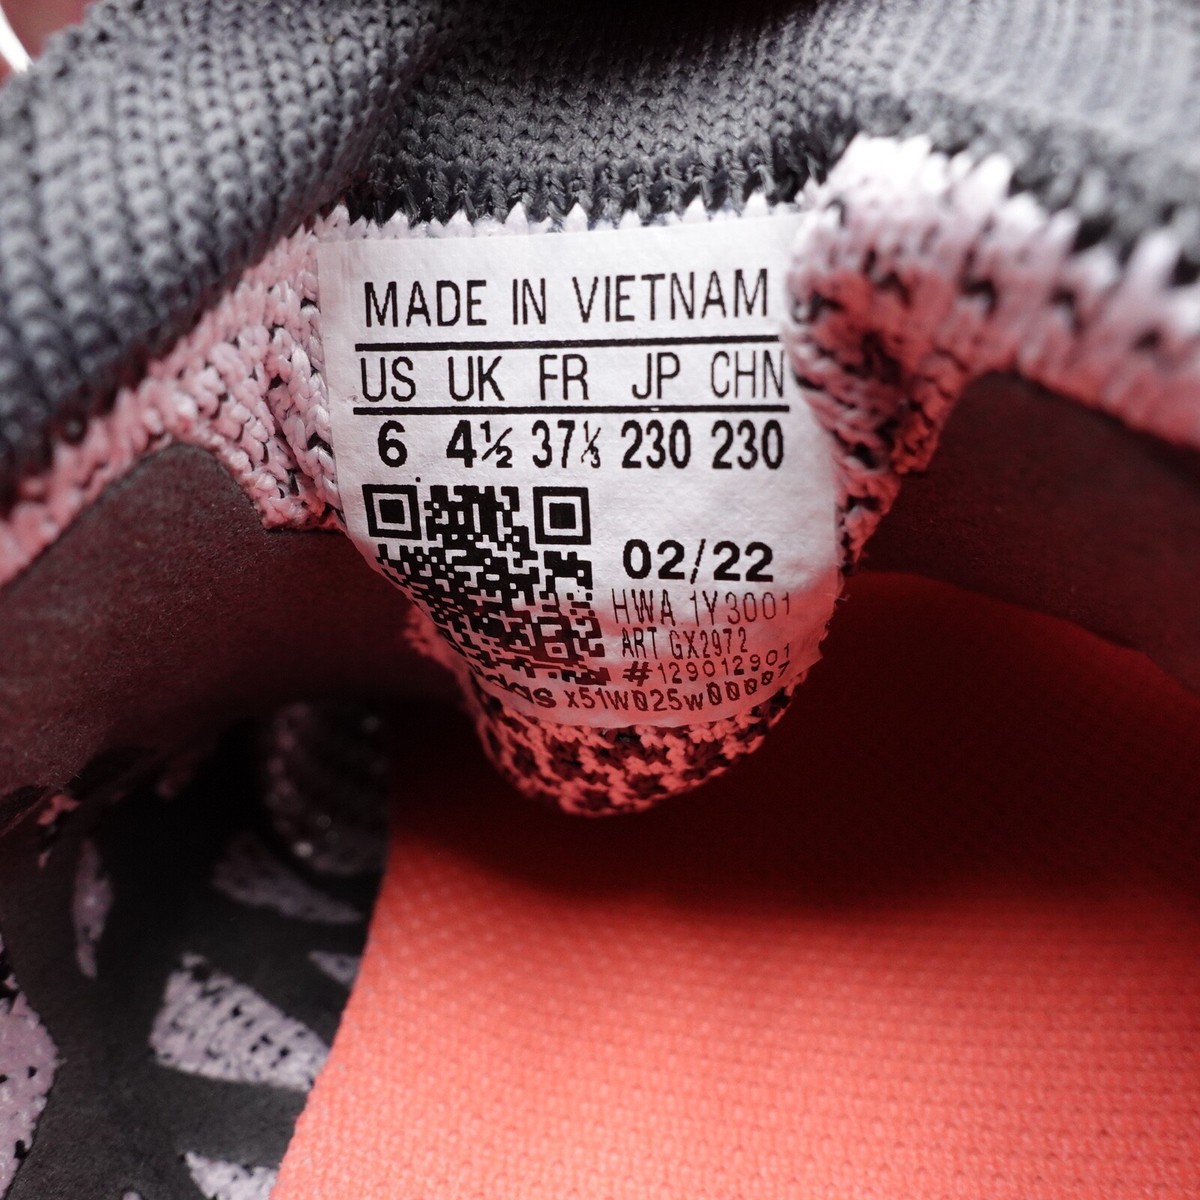 MADE IN VIETNAM
US UK FR JP CHN
6 4½ 37⅓ 230 230
02/22
HWA 1Y3001
ART GX2972
#129012901
adidas x51W025w00007